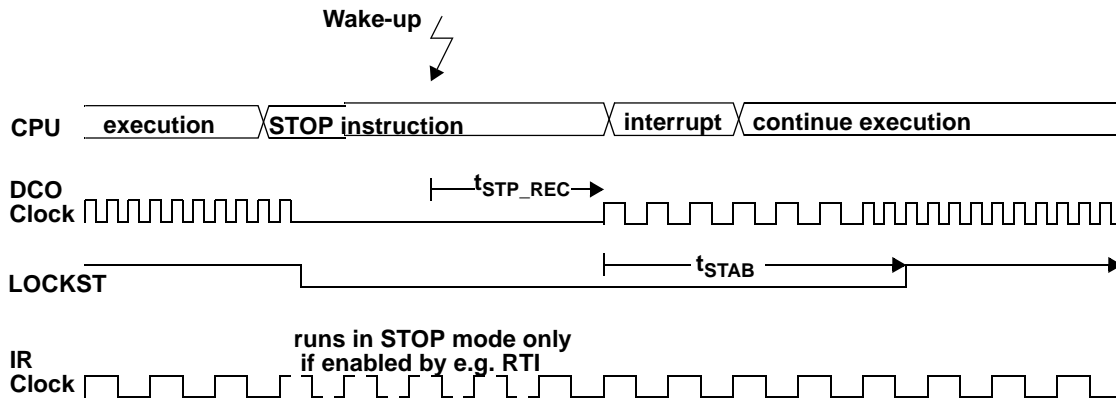 Wake-up
CPU
execution
STOP instruction
interrupt
continue execution
DCO
Clock
tSTP_REC
LOCKST
tSTAB
runs in STOP mode only
if enabled by e.g. RTI
IR
Clock